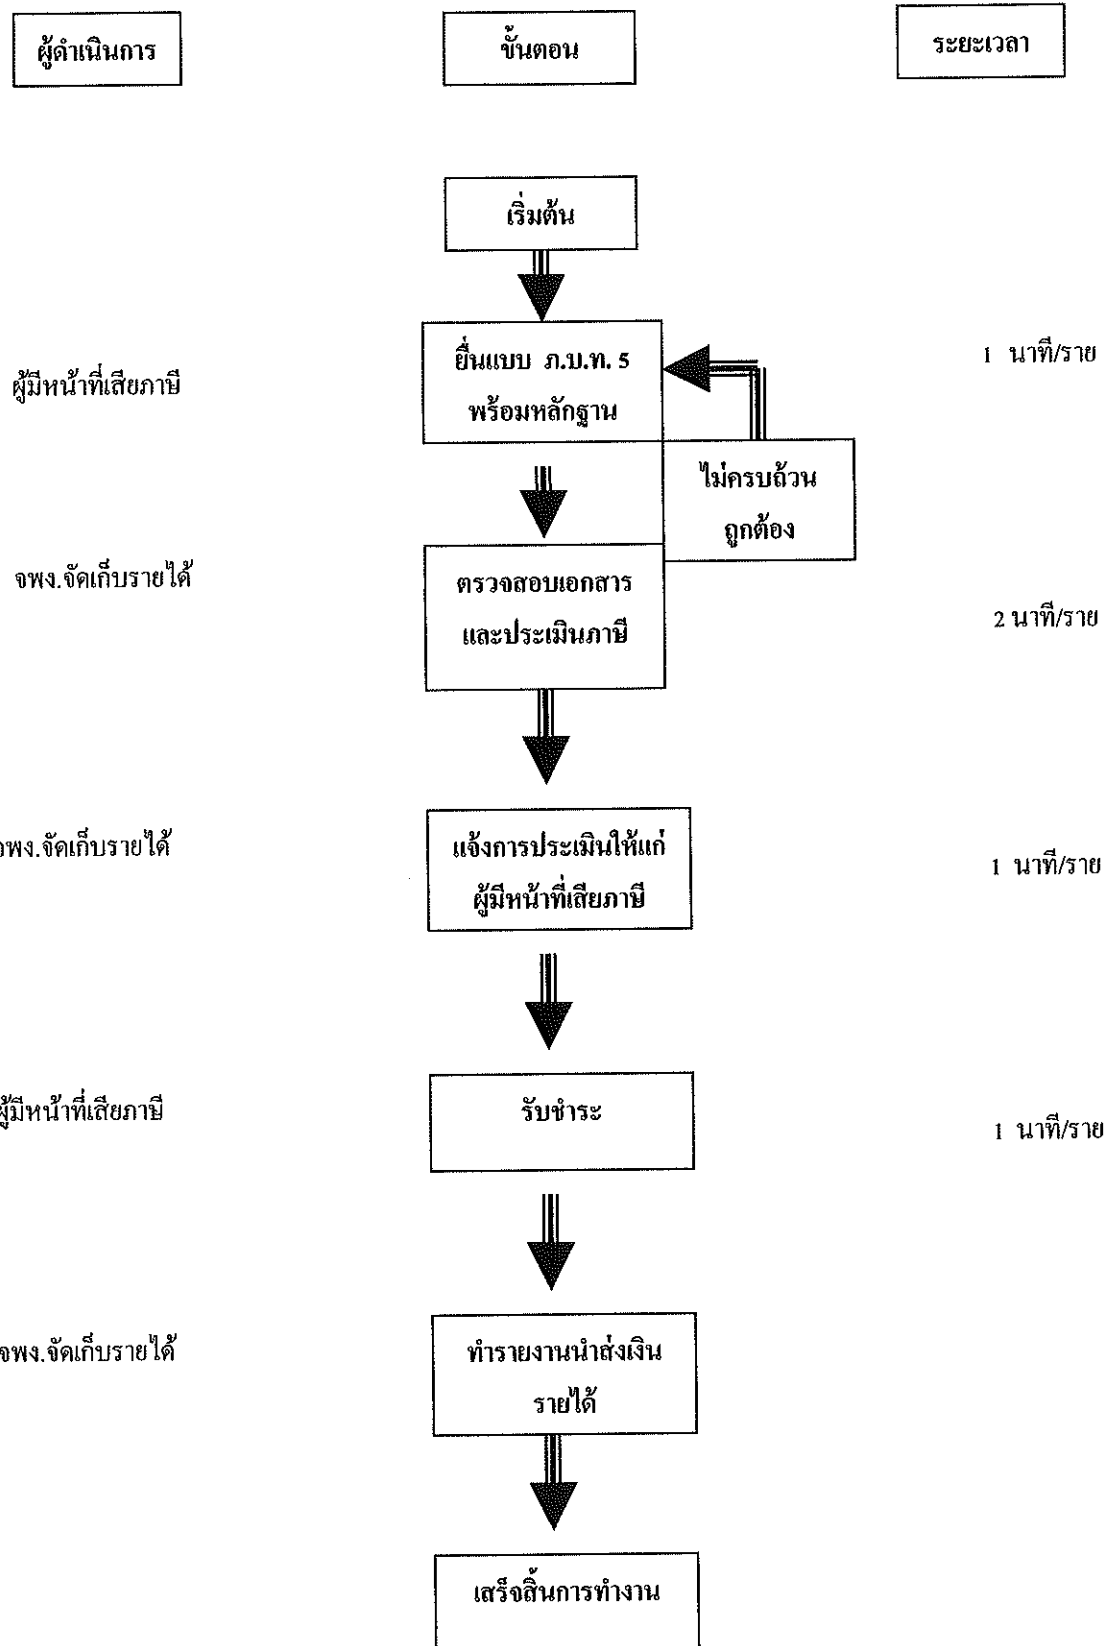 ผู้ดำเนินการ
ขั้นตอน
ระยะเวลา
เริ่มต้น
ผู้มีหน้าที่เสียภาษี
ยื่นแบบ ภ.บ.ท. 5
พร้อมหลักฐาน
1 นาที/ราย
ไม่ครบถ้วน
ถูกต้อง
จพง.จัดเก็บรายได้
ตรวจสอบเอกสาร
และประเมินภาษี
2 นาที/ราย
จพง.จัดเก็บรายได้
แจ้งการประเมินให้แก่
ผู้มีหน้าที่เสียภาษี
1 นาที/ราย
ผู้มีหน้าที่เสียภาษี
รับชำระ
1 นาที/ราย
จพง.จัดเก็บรายได้
ทำรายงานนำส่งเงิน
รายได้
เสร็จสิ้นการทำงาน